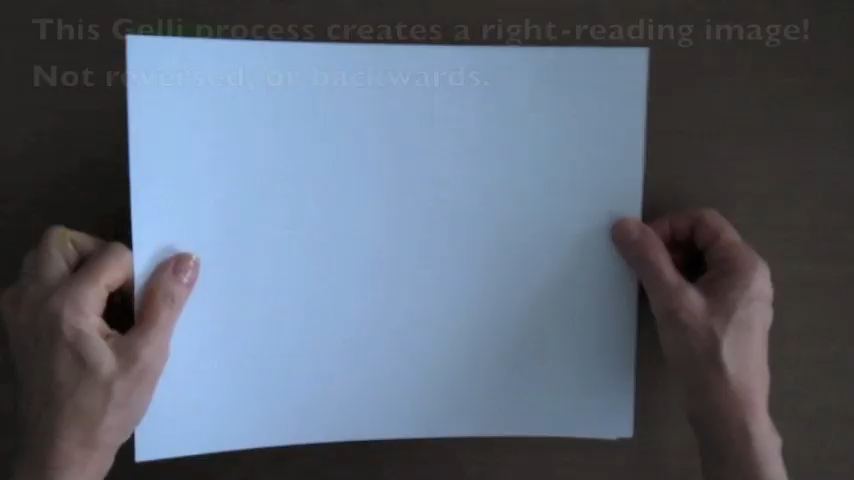 This Gelli process creates a right-reading image!
Not reversed, or backwards.